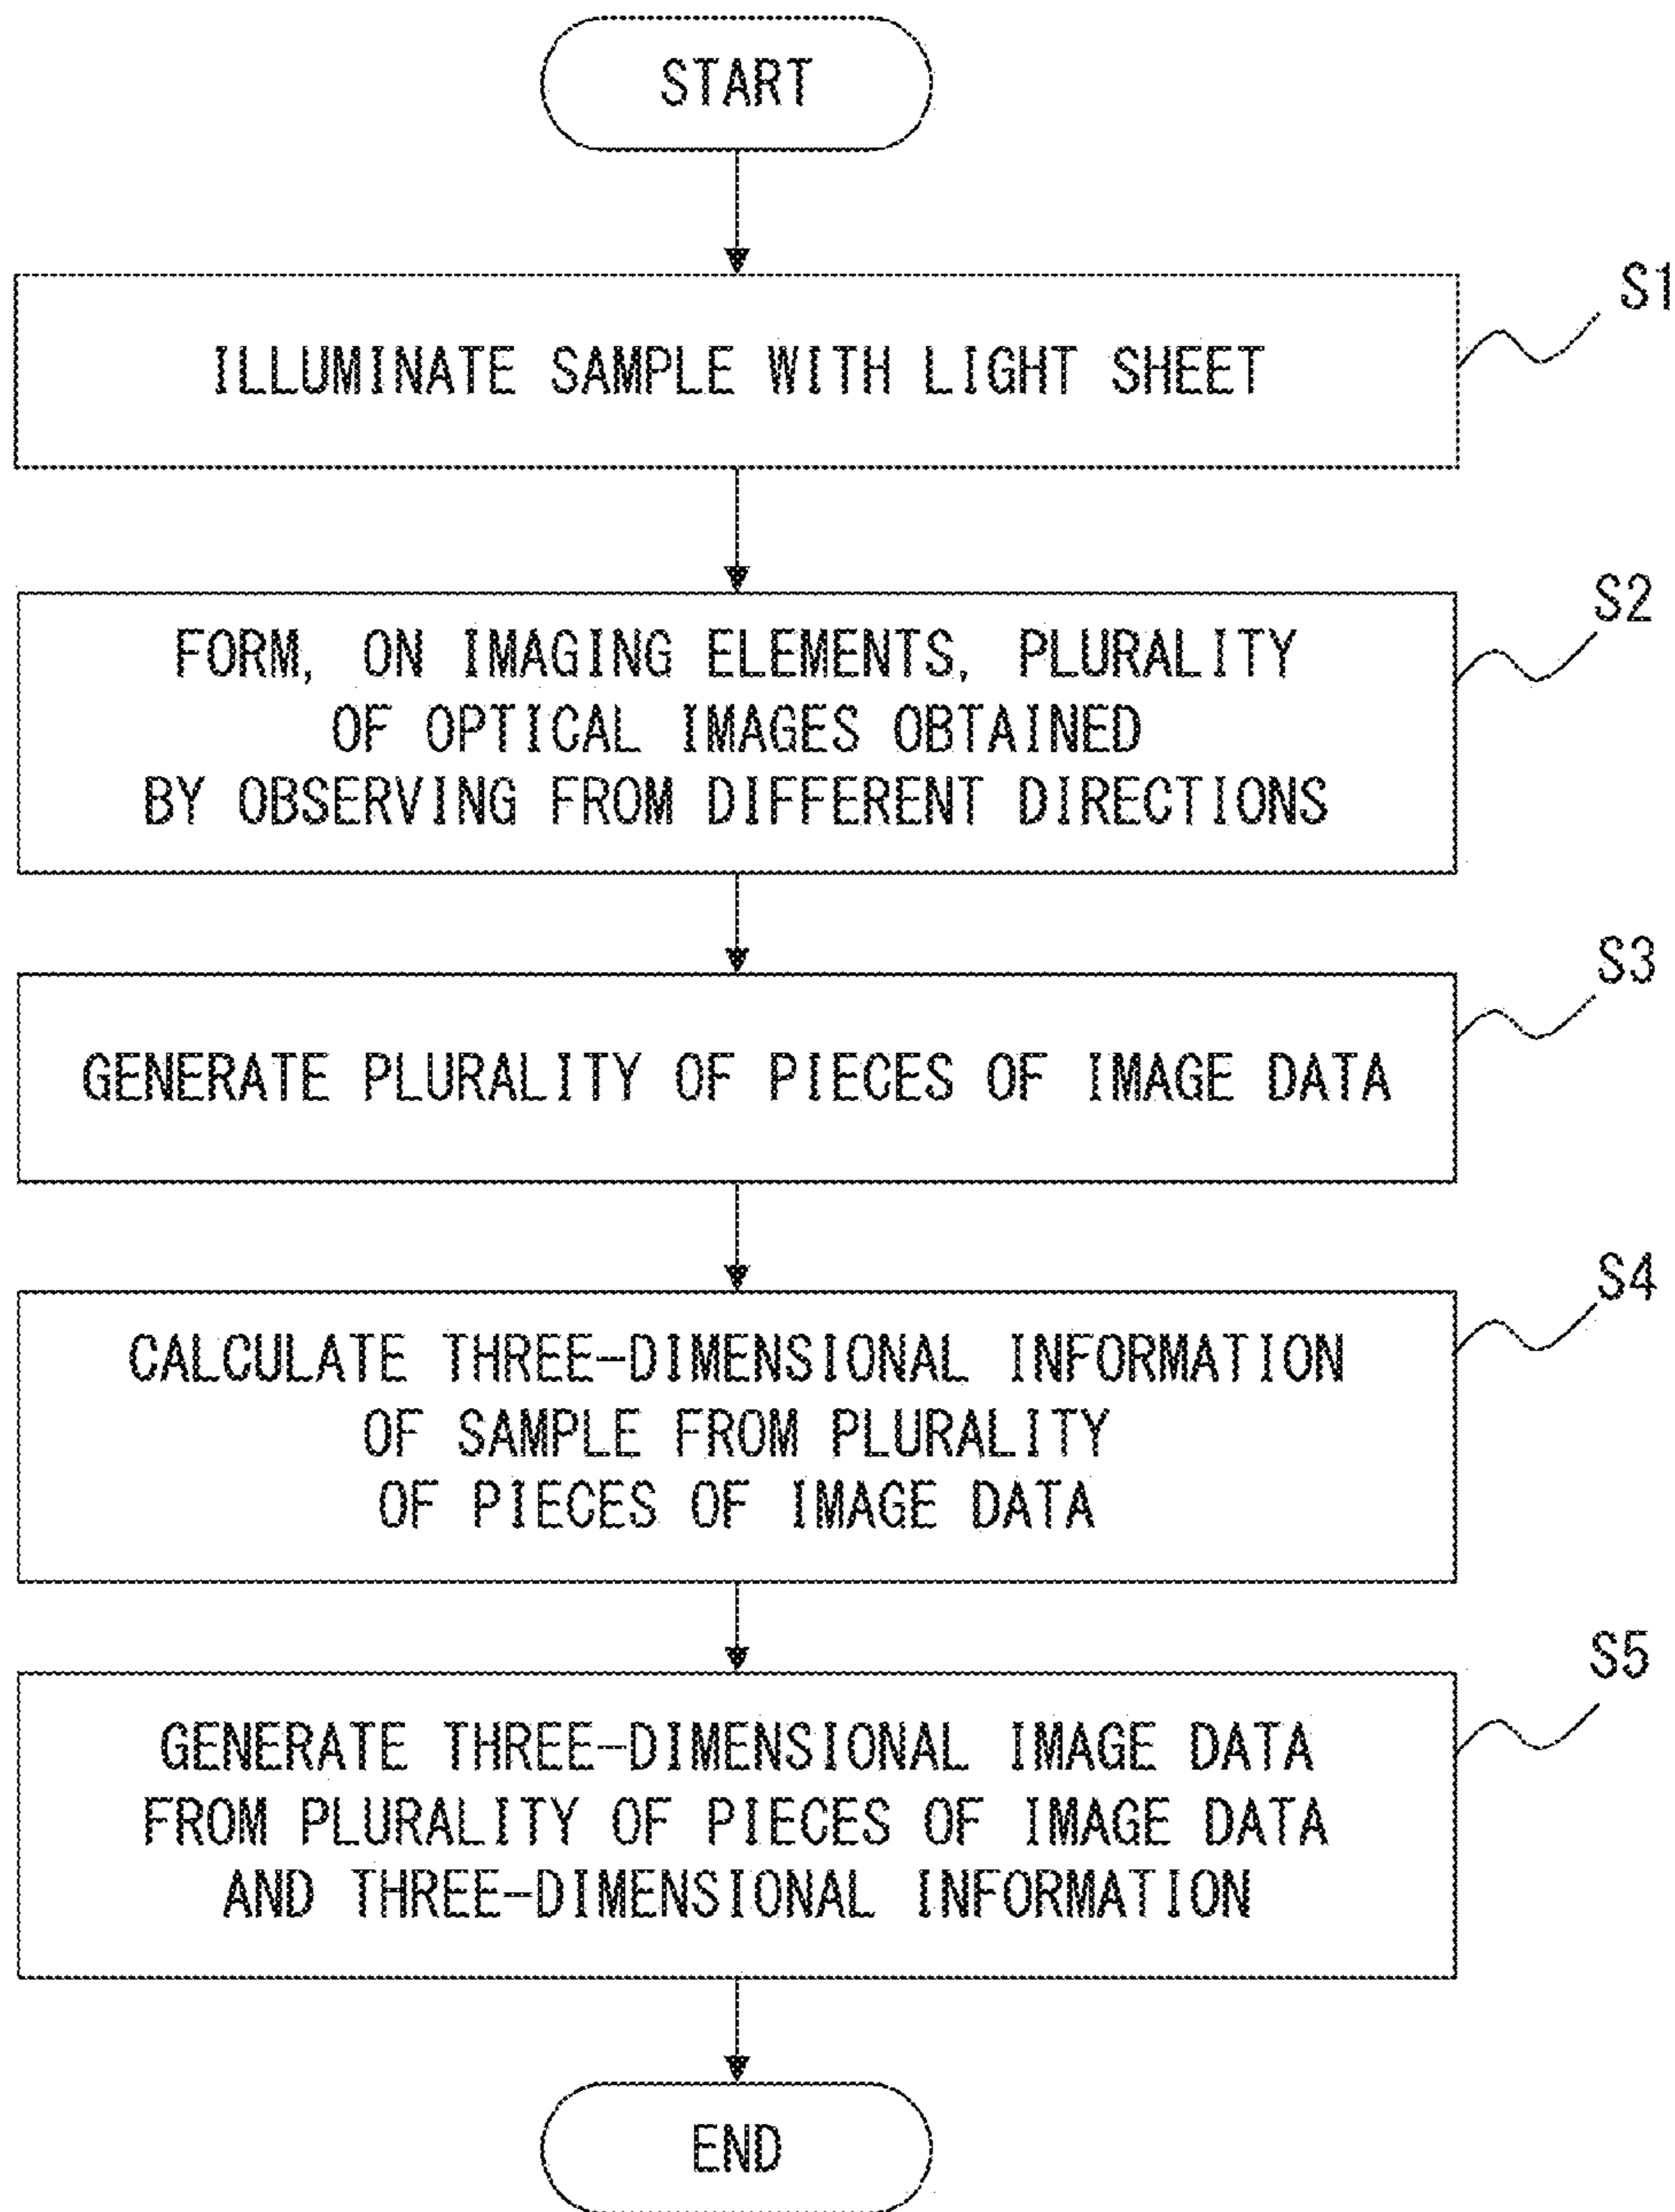 START
S1
ILLUMINATE SAMPLE WITH LIGHT SHEET
S2
FORM, ON IMAGING ELEMENTS, PLURALITY
OF OPTICAL IMAGES OBTAINED
BY OBSERVING FROM DIFFERENT DIRECTIONS
S3
GENERATE PLURALITY OF PIECES OF IMAGE DATA
S4
CALCULATE THREE-DIMENSIONAL INFORMATION
OF SAMPLE FROM PLURALITY
OF PIECES OF IMAGE DATA
S5
GENERATE THREE-DIMENSIONAL IMAGE DATA
FROM PLURALITY OF PIECES OF IMAGE DATA
AND THREE-DIMENSIONAL INFORMATION
END